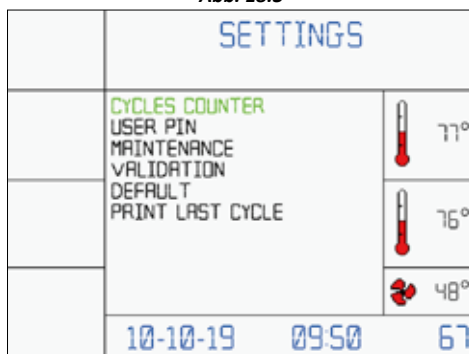 SETTINGS
CYCLES COUNTER
USER PIN
MAINTENANCE
VALIDATION
DEFAULT
PRINT LAST CYCLE
77°
76°
48°
10-10-19 09:50 67